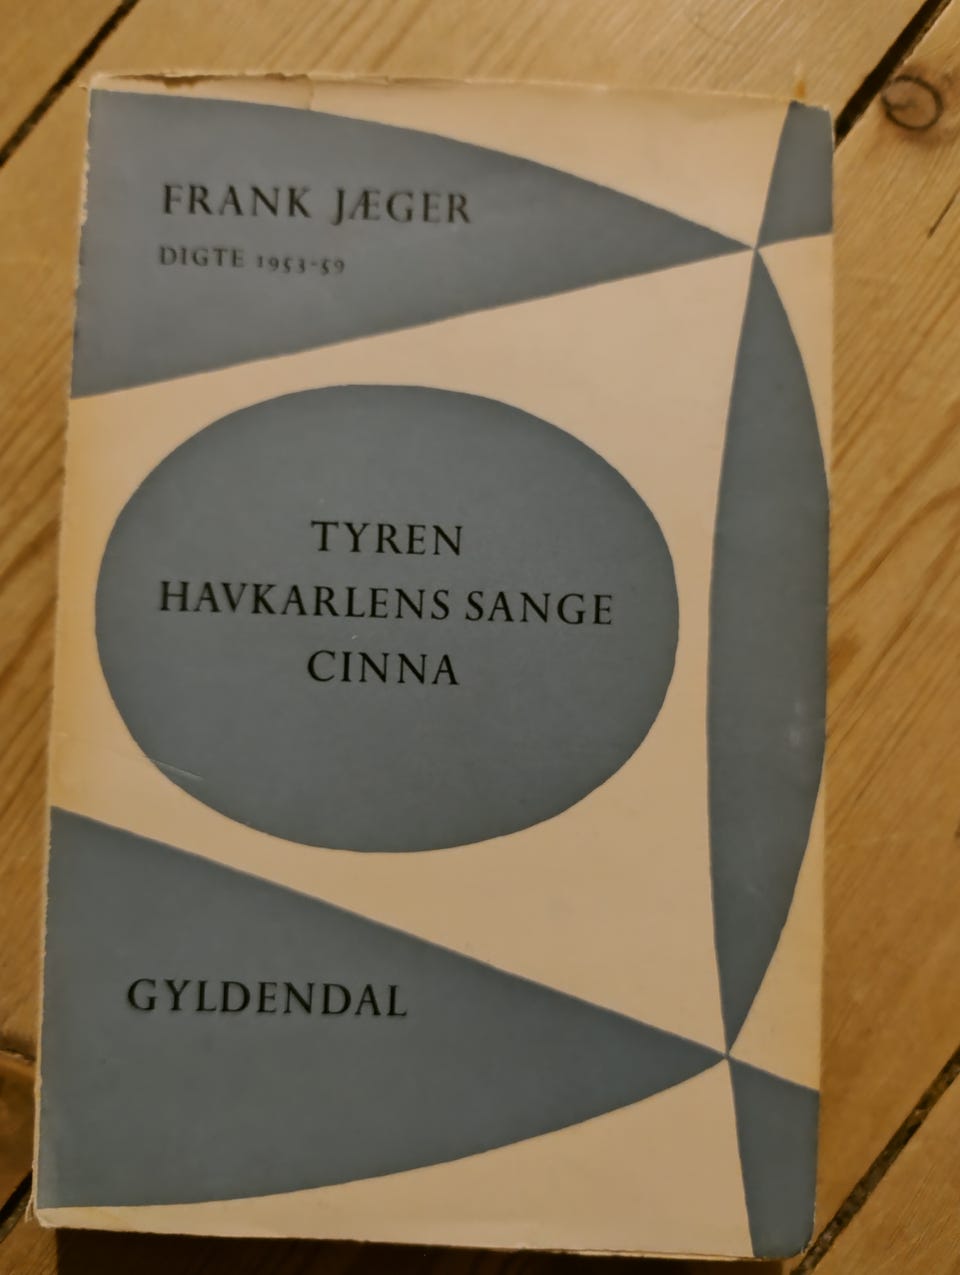 FRANK JÆGER
DIGTE 1953-59
TYREN
HAVKARLENS SANGE
CINNA
GYLDENDAL